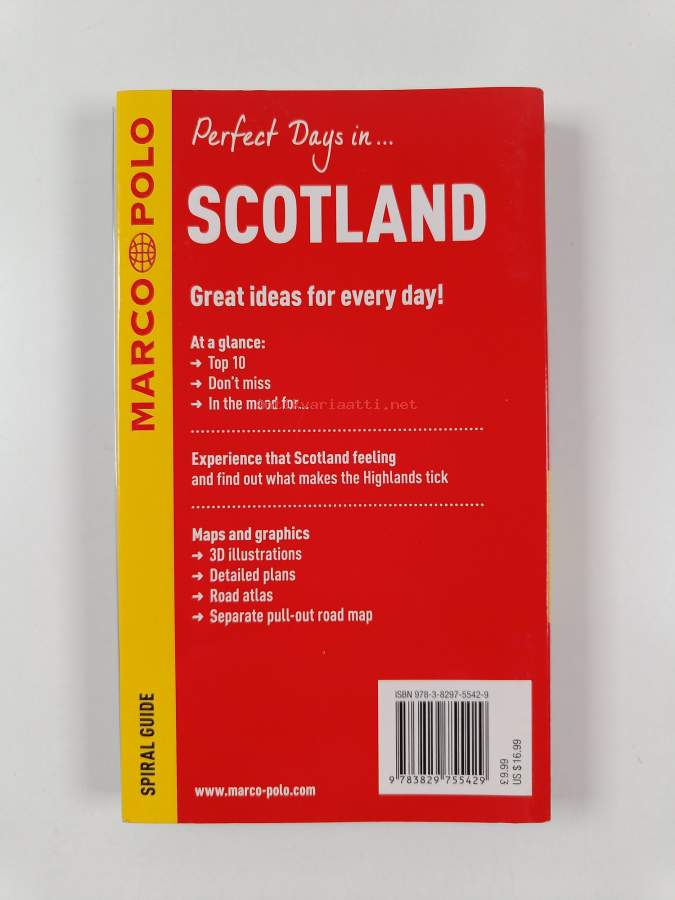 MARCO POLO
SPIRAL GUIDE
Perfect Days in...
SCOTLAND
Great ideas for every day!
At a glance:
→ Top 10
→ Don't miss
→ In the mood for...
Experience that Scotland feeling
and find out what makes the Highlands tick
Maps and graphics
→ 3D illustrations
→ Detailed plans
→ Road atlas
→ Separate pull-out road map
www.marco-polo.com
ISBN 978-3-8297-5542-9
9 783829 755429
£ 9.99
US $ 16.99